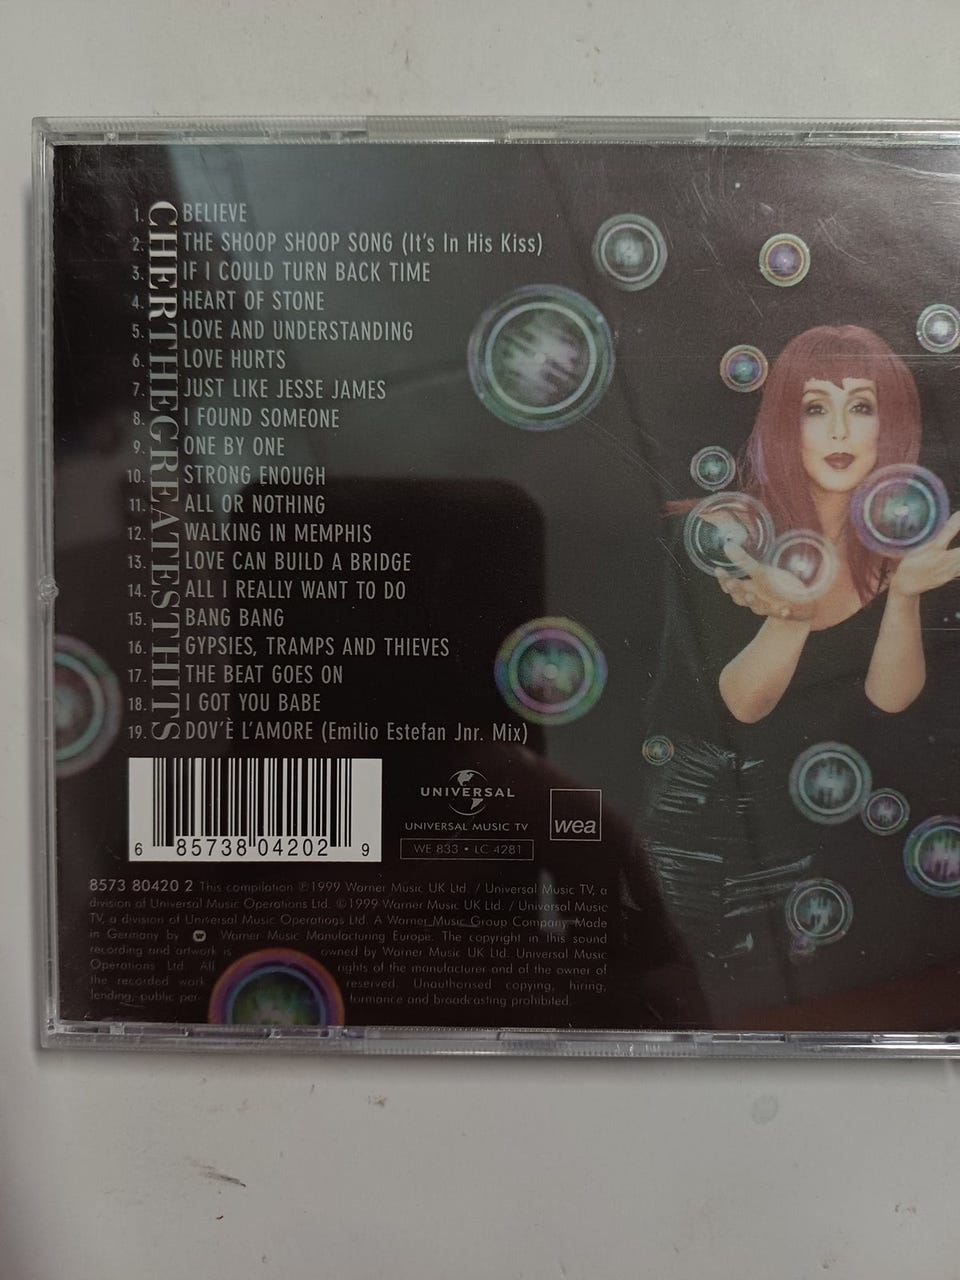 CHERTHEGREATESTHITS
1. BELIEVE
2. THE SHOOP SHOOP SONG (It's In His Kiss)
3. IF I COULD TURN BACK TIME
4. HEART OF STONE
5. LOVE AND UNDERSTANDING
6. LOVE HURTS
7. JUST LIKE JESSE JAMES
8. I FOUND SOMEONE
9. ONE BY ONE
10. STRONG ENOUGH
11. ALL OR NOTHING
12. WALKING IN MEMPHIS
13. LOVE CAN BUILD A BRIDGE
14. ALL I REALLY WANT TO DO
15. BANG BANG
16. GYPSIES, TRAMPS AND THIEVES
17. THE BEAT GOES ON
18. I GOT YOU BABE
19. DOV'È L'AMORE (Emilio Estefan Jnr. Mix)
6 85738 04202 9
UNIVERSAL
UNIVERSAL MUSIC TV
WE 833 • LC 4281
wea
8573 80420 2 This compilation ℗1999 Warner Music UK Ltd. / Universal Music TV, a
division of Universal Music Operations Ltd. ©1999 Warner Music UK Ltd. / Universal Music
TV, a division of Universal Music Operations Ltd. A Warner Music Group Company Made
in Germany by Warner Music Manufacturing Europe. The copyright in this sound
recording and artwork is owned by Warner Music UK Ltd. Universal Music
Operations Ltd. All rights of the manufacturer and of the owner of
the recorded work reserved. Unauthorised copying, hiring,
lending, public per- formance and broadcasting prohibited.